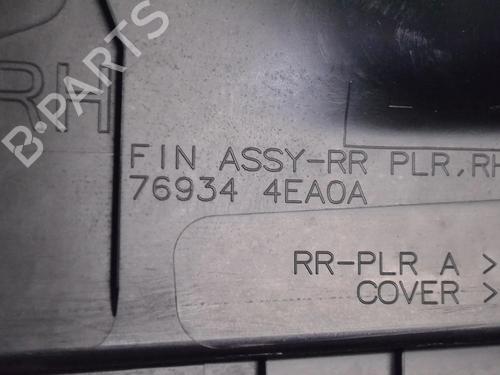 B-PARTS
RH
FIN ASSY-RR PLR, RH
76934 4EA0A
RR-PLR A >
COVER >